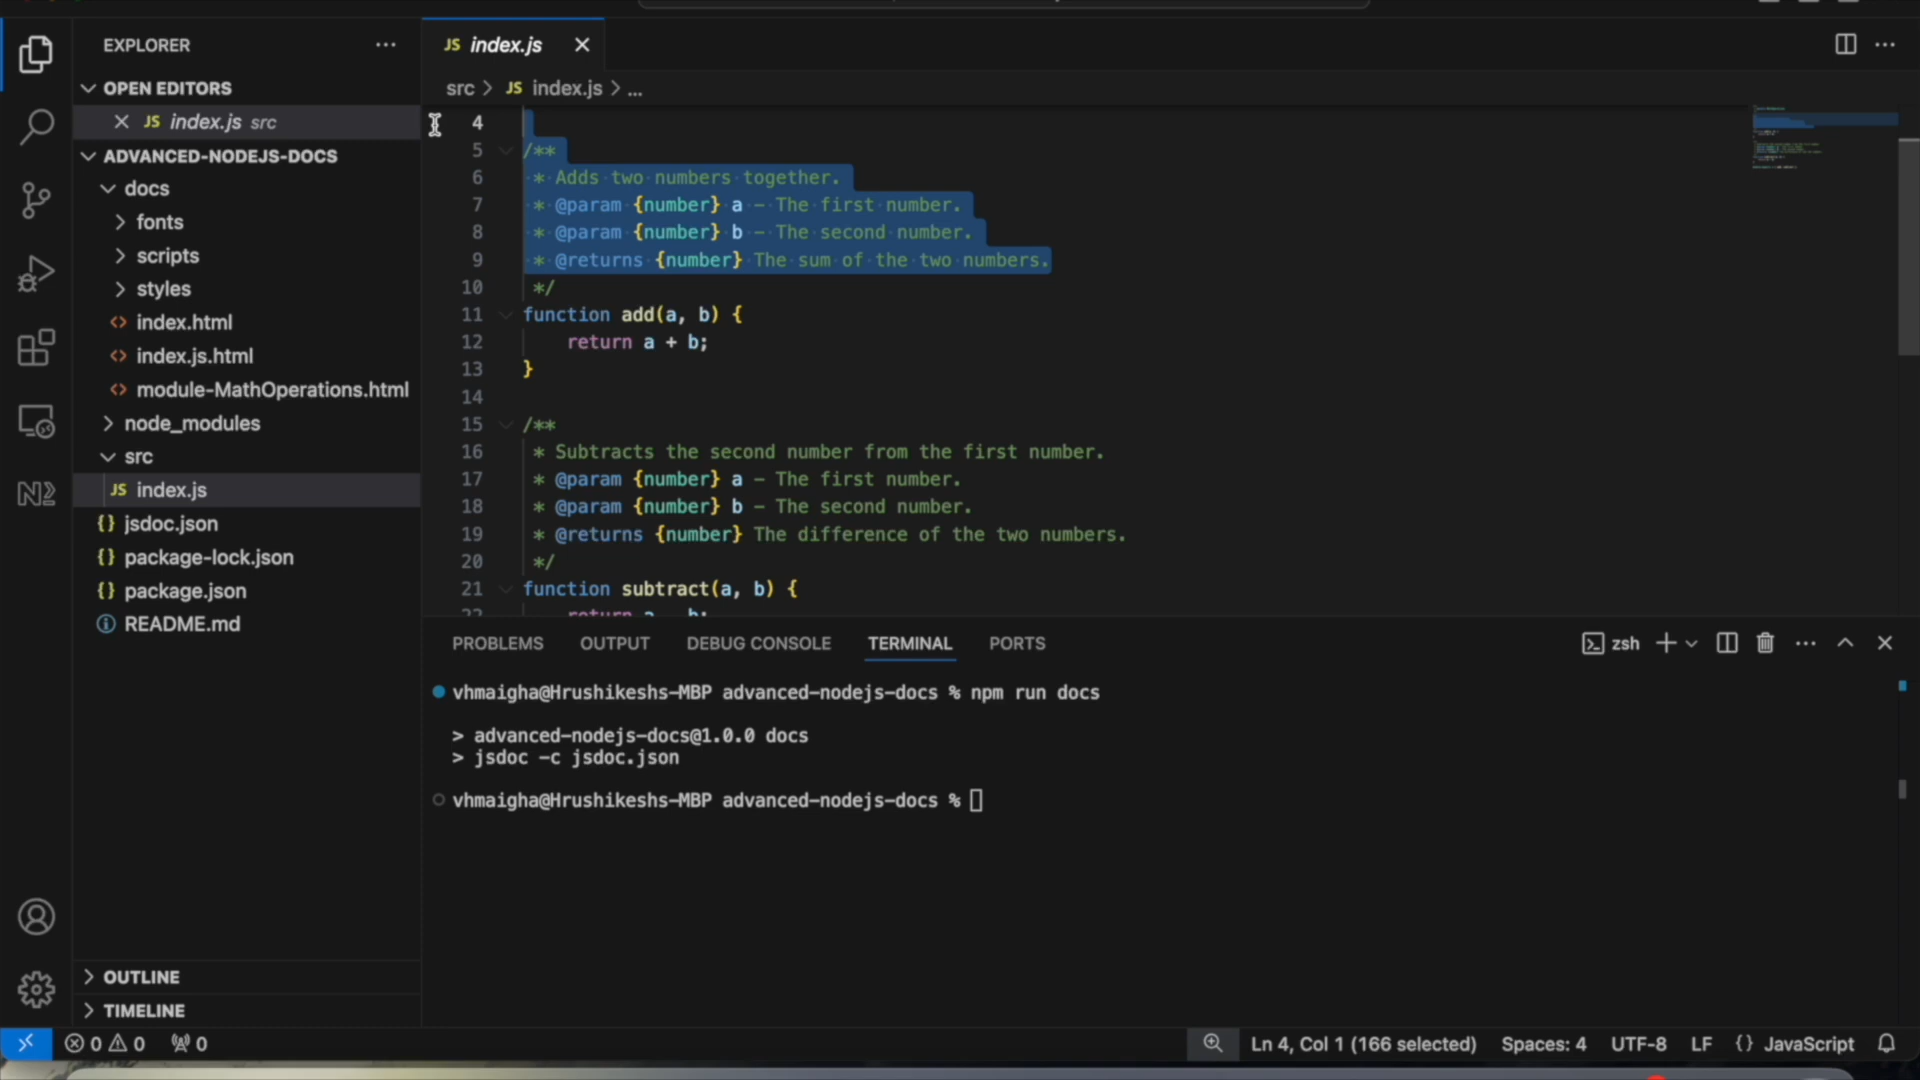 EXPLORER
OPEN EDITORS
JS index.js src
ADVANCED-NODEJS-DOCS
docs
fonts
scripts
styles
<> index.html
<> index.js.html
<> module-MathOperations.html
node_modules
src
JS index.js
{} jsdoc.json
{} package-lock.json
{} package.json
README.md
OUTLINE
TIMELINE
JS index.js
src > JS index.js > ...
4
5 /**
6 * Adds two numbers together.
7 * @param {number} a - The first number.
8 * @param {number} b - The second number.
9 * @returns {number} The sum of the two numbers.
10 */
11 function add(a, b) {
12 return a + b;
13 }
14
15 /**
16 * Subtracts the second number from the first number.
17 * @param {number} a - The first number.
18 * @param {number} b - The second number.
19 * @returns {number} The difference of the two numbers.
20 */
21 function subtract(a, b) {
22 return a - b;
PROBLEMS OUTPUT DEBUG CONSOLE TERMINAL PORTS
zsh
vhmaigha@Hrushikeshs-MBP advanced-nodejs-docs % npm run docs
> advanced-nodejs-docs@1.0.0 docs
> jsdoc -c jsdoc.json
vhmaigha@Hrushikeshs-MBP advanced-nodejs-docs %
0 0 0
Ln 4, Col 1 (166 selected) Spaces: 4 UTF-8 LF {} JavaScript